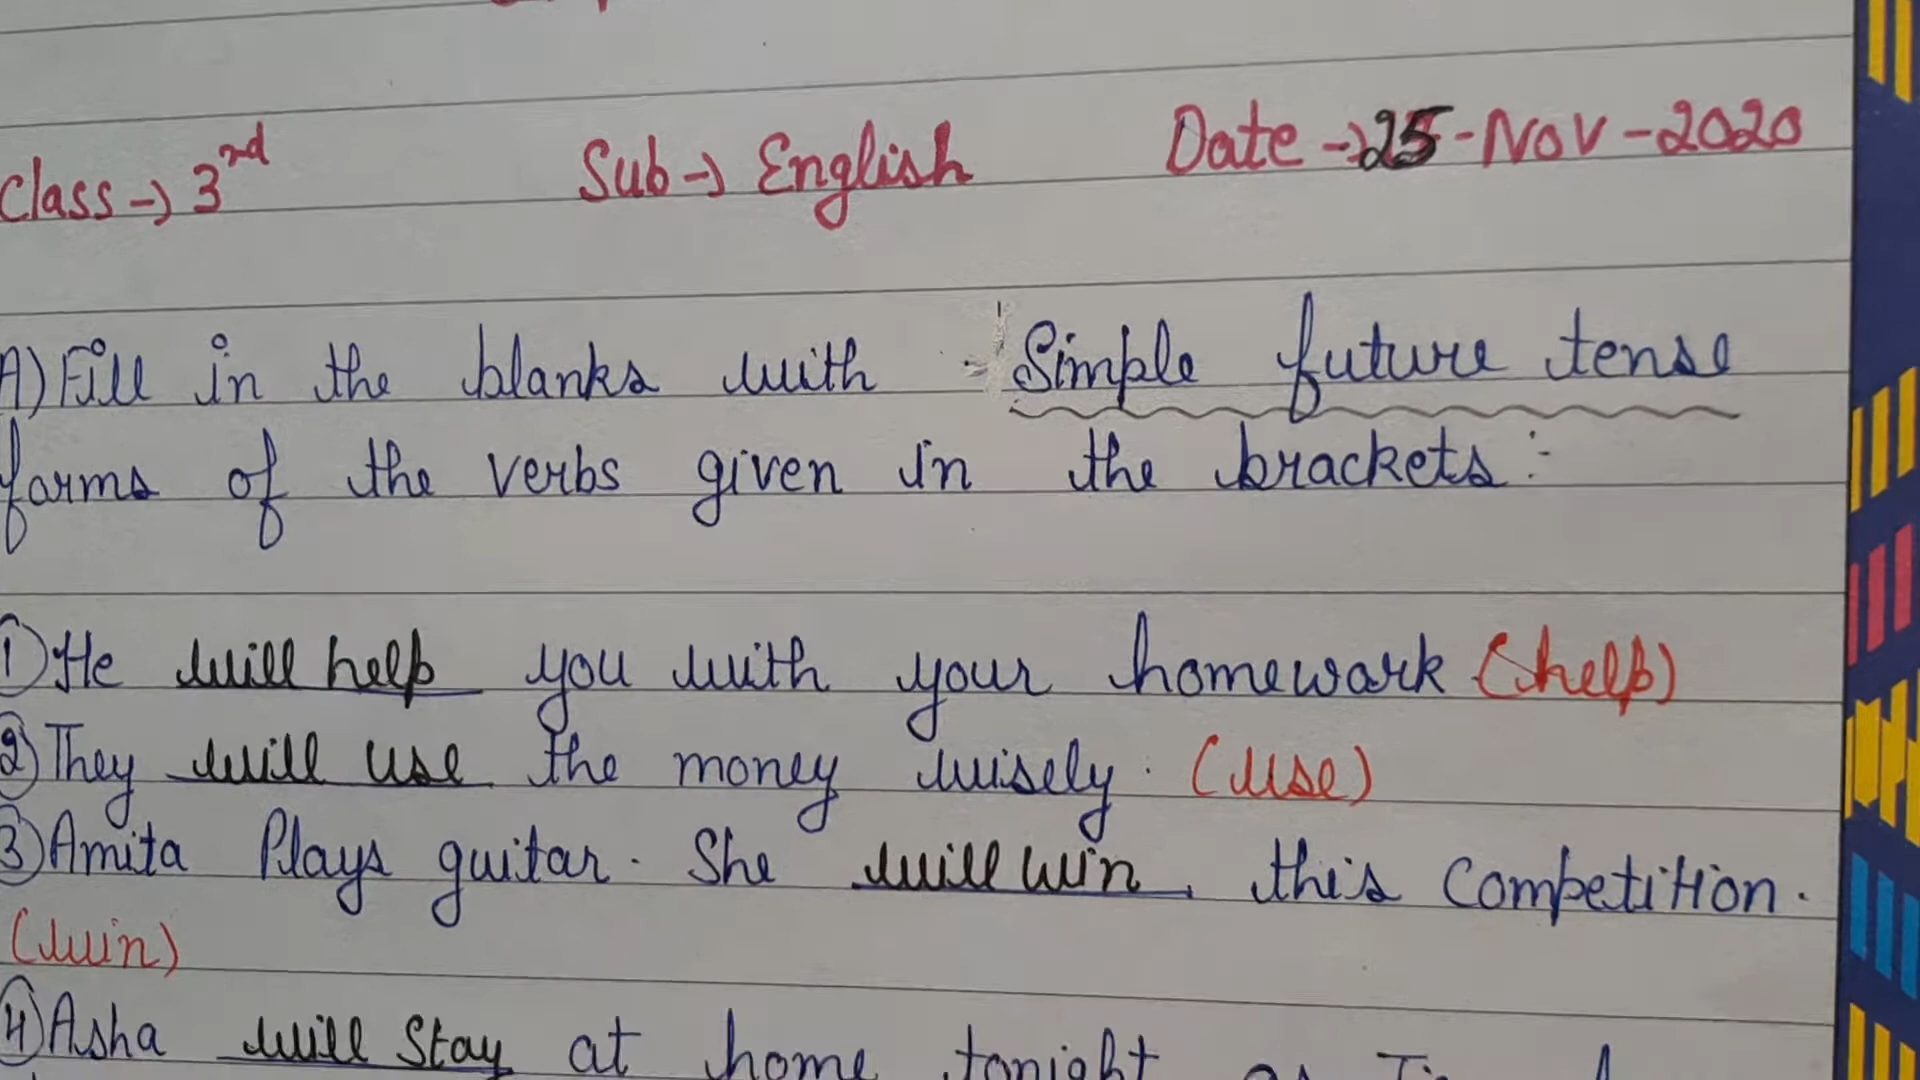 Class → 3rd Sub → English Date → 25-Nov-2020
A) Fill in the blanks with Simple future tense
forms of the verbs given in the brackets:-
1) He will help you with your homework (help)
2) They will use the money wisely. (use)
3) Amita Plays guitar. She will win this Competition.
(win)
4) Asha will stay at home tonight